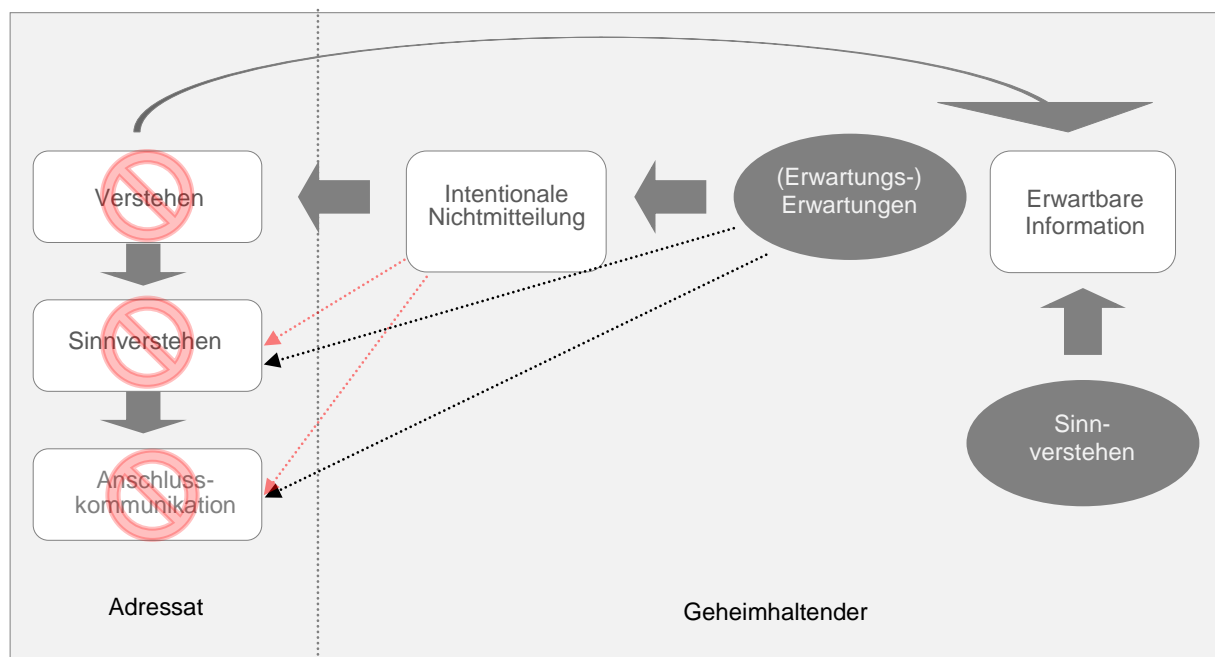 Verstehen
Sinnverstehen
Anschluss-
kommunikation
Adressat
Intentionale
Nichtmitteilung
(Erwartungs-)
Erwartungen
Erwartbare
Information
Sinn-
verstehen
Geheimhaltender